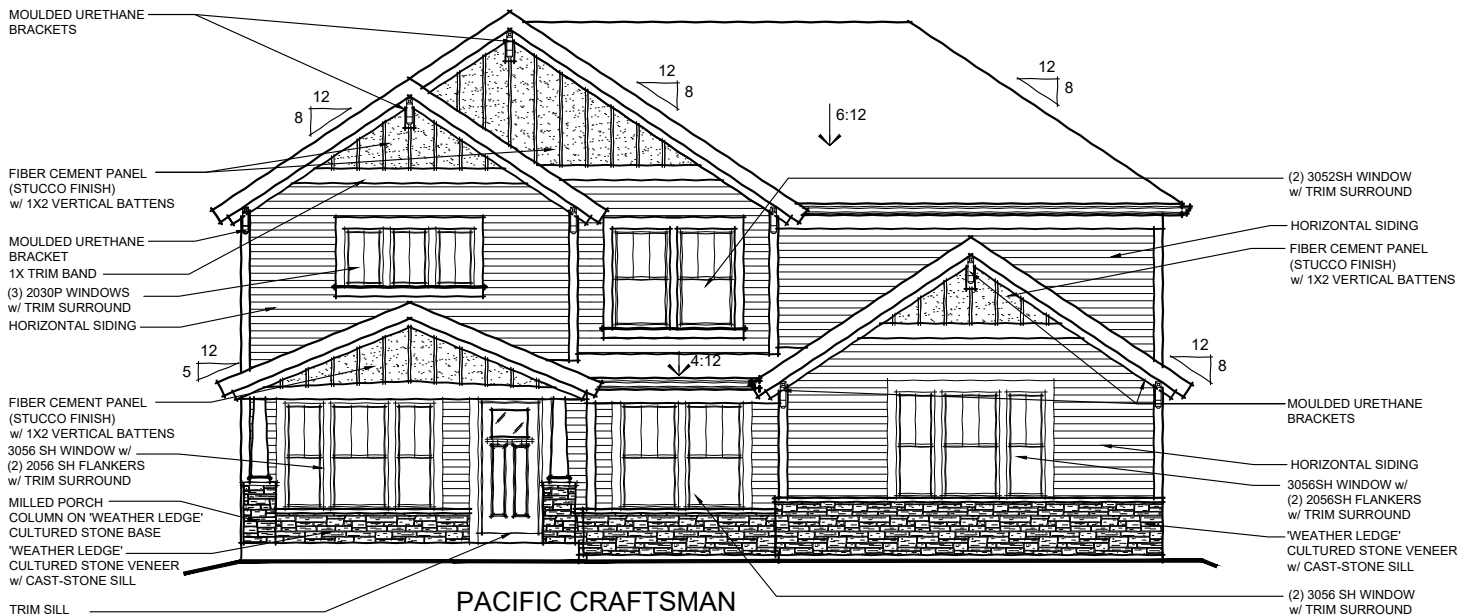 MOULDED URETHANE
BRACKETS
12
8
12
8
12
8
6:12
FIBER CEMENT PANEL
(STUCCO FINISH)
w/ 1X2 VERTICAL BATTENS
MOULDED URETHANE
BRACKET
1X TRIM BAND
(3) 2030P WINDOWS
w/ TRIM SURROUND
HORIZONTAL SIDING
12
5
FIBER CEMENT PANEL
(STUCCO FINISH)
w/ 1X2 VERTICAL BATTENS
3056 SH WINDOW w/
(2) 2056 SH FLANKERS
w/ TRIM SURROUND
MILLED PORCH
COLUMN ON 'WEATHER LEDGE'
CULTURED STONE BASE
'WEATHER LEDGE'
CULTURED STONE VENEER
w/ CAST-STONE SILL
TRIM SILL
4:12
(2) 3052SH WINDOW
w/ TRIM SURROUND
HORIZONTAL SIDING
FIBER CEMENT PANEL
(STUCCO FINISH)
w/ 1X2 VERTICAL BATTENS
12
8
MOULDED URETHANE
BRACKETS
HORIZONTAL SIDING
3056SH WINDOW w/
(2) 2056SH FLANKERS
w/ TRIM SURROUND
'WEATHER LEDGE'
CULTURED STONE VENEER
w/ CAST-STONE SILL
(2) 3056 SH WINDOW
w/ TRIM SURROUND
PACIFIC CRAFTSMAN